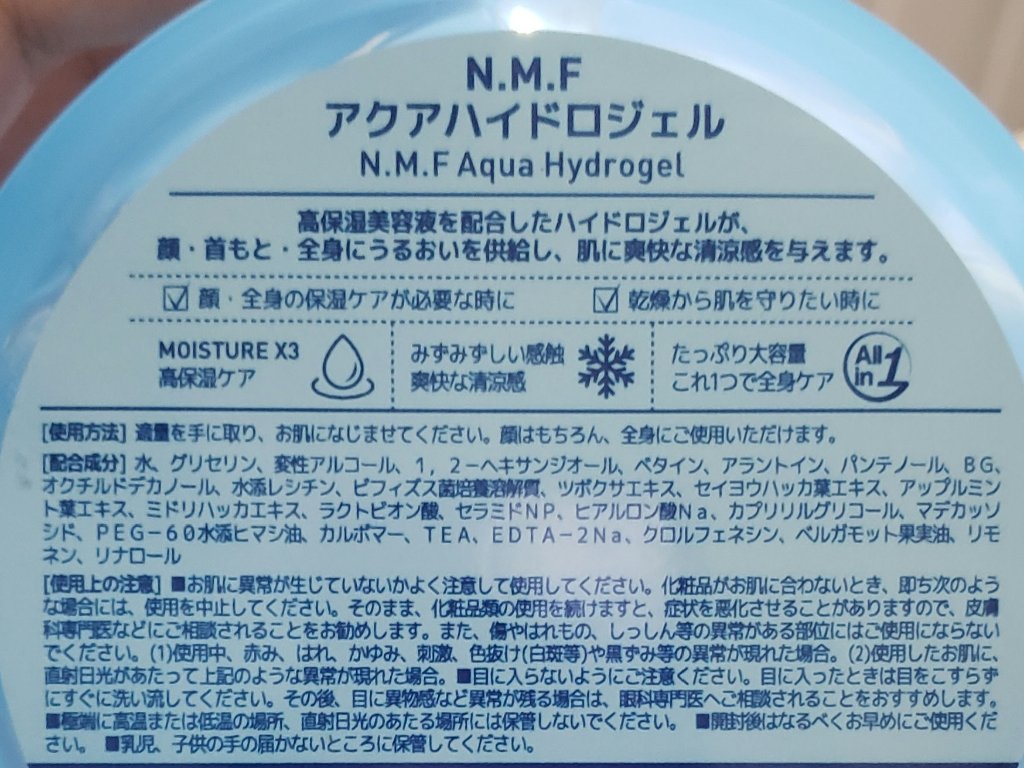 N.M.F
アクアハイドロジェル
N.M.F Aqua Hydrogel
高保湿美容液を配合したハイドロジェルが、
顔・首もと・全身にうるおいを供給し、肌に爽快な清涼感を与えます。
顔・全身の保湿ケアが必要な時に
乾燥から肌を守りたい時に
MOISTURE X3
高保湿ケア
みずみずしい感触
爽快な清涼感
たっぷり大容量
これ1つで全身ケア
All in 1
[使用方法] 適量を手に取り、お肌になじませてください。顔はもちろん、全身にご使用いただけます。
[配合成分] 水、グリセリン、変性アルコール、1，2－ヘキサンジオール、ベタイン、アラントイン、パンテノール、BG、
オクチルドデカノール、水添レシチン、ビフィズス菌培養溶解質、ツボクサエキス、セイヨウハッカ葉エキス、アップルミン
ト葉エキス、ミドリハッカエキス、ラクトビオン酸、セラミドNP、ヒアルロン酸Na、カプリリルグリコール、マデカッソ
シド、PEG－60水添ヒマシ油、カルボマー、TEA、EDTA－2Na、クロルフェネシン、ベルガモット果実油、リモ
ネン、リナロール
[使用上の注意] ■お肌に異常が生じていないかよく注意して使用してください。化粧品がお肌に合わないとき、即ち次のよう
な場合には、使用を中止してください。そのまま、化粧品類の使用を続けますと、症状を悪化させることがありますので、皮膚
科専門医などにご相談されることをお勧めします。また、傷やはれもの、しっしん等の異常がある部位にはご使用にならない
でください。(1)使用中、赤み、はれ、かゆみ、刺激、色抜け(白斑等)や黒ずみ等の異常が現れた場合。(2)使用したお肌に、
直射日光があたって上記のような異常が現れた場合。■目に入らないようにご注意ください。目に入ったときは目をこすらず
にすぐに洗い流してください。その後、目に異物感など異常が残る場合は、眼科専門医へご相談されることをおすすめします。
■極端に高温または低温の場所、直射日光のあたる場所には保管しないでください。 ■開封後はなるべくお早めにご使用くだ
さい。 ■乳児、子供の手の届かないところに保管してください。